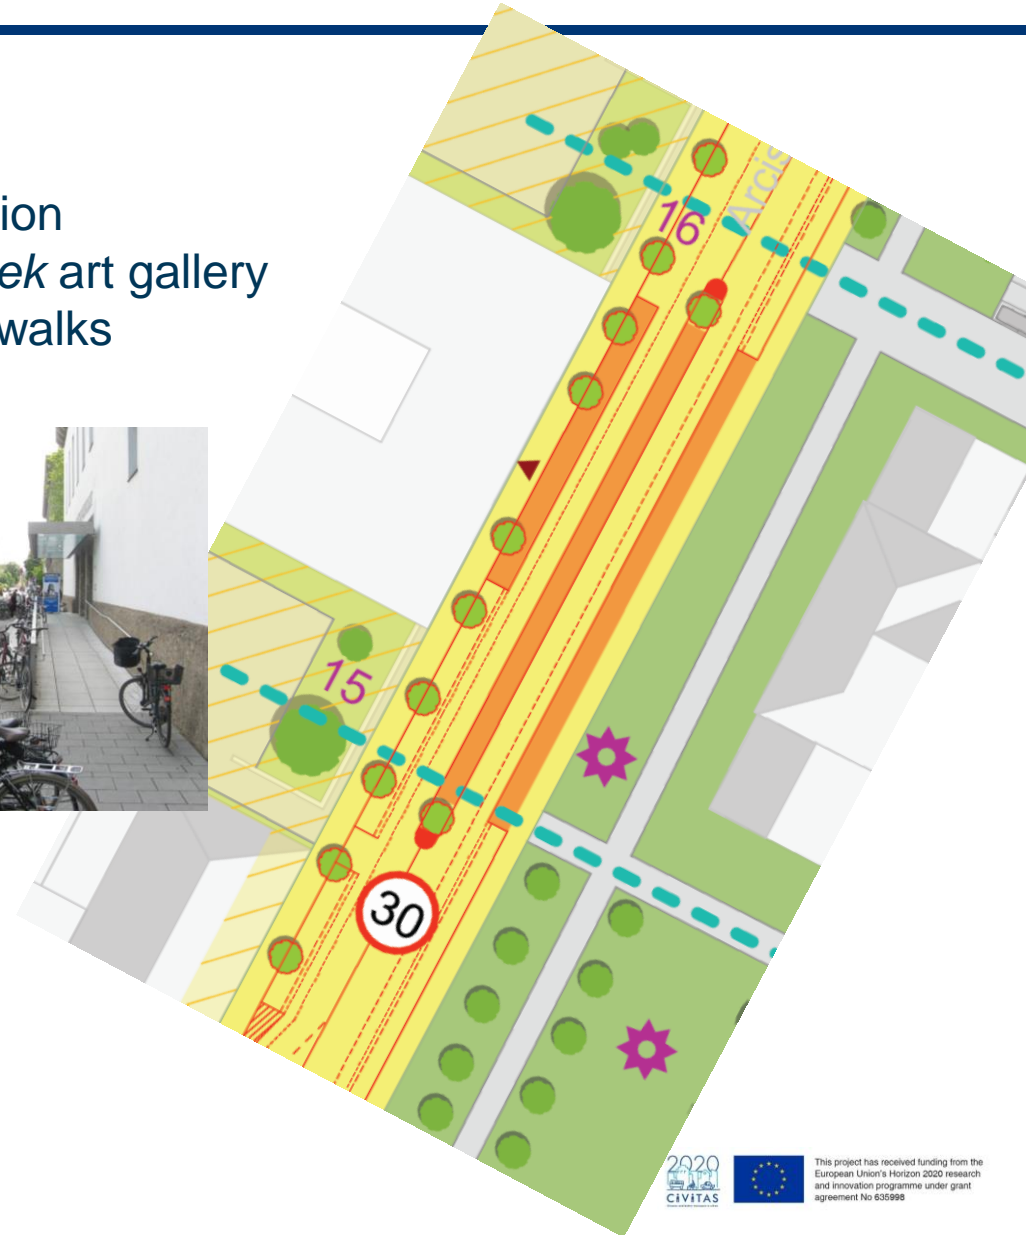 ion
ek art gallery
walks
Arcis
16
15
30
2020
CIVITAS
This project has received funding from the
European Union's Horizon 2020 research
and innovation programme under grant
agreement No 635998